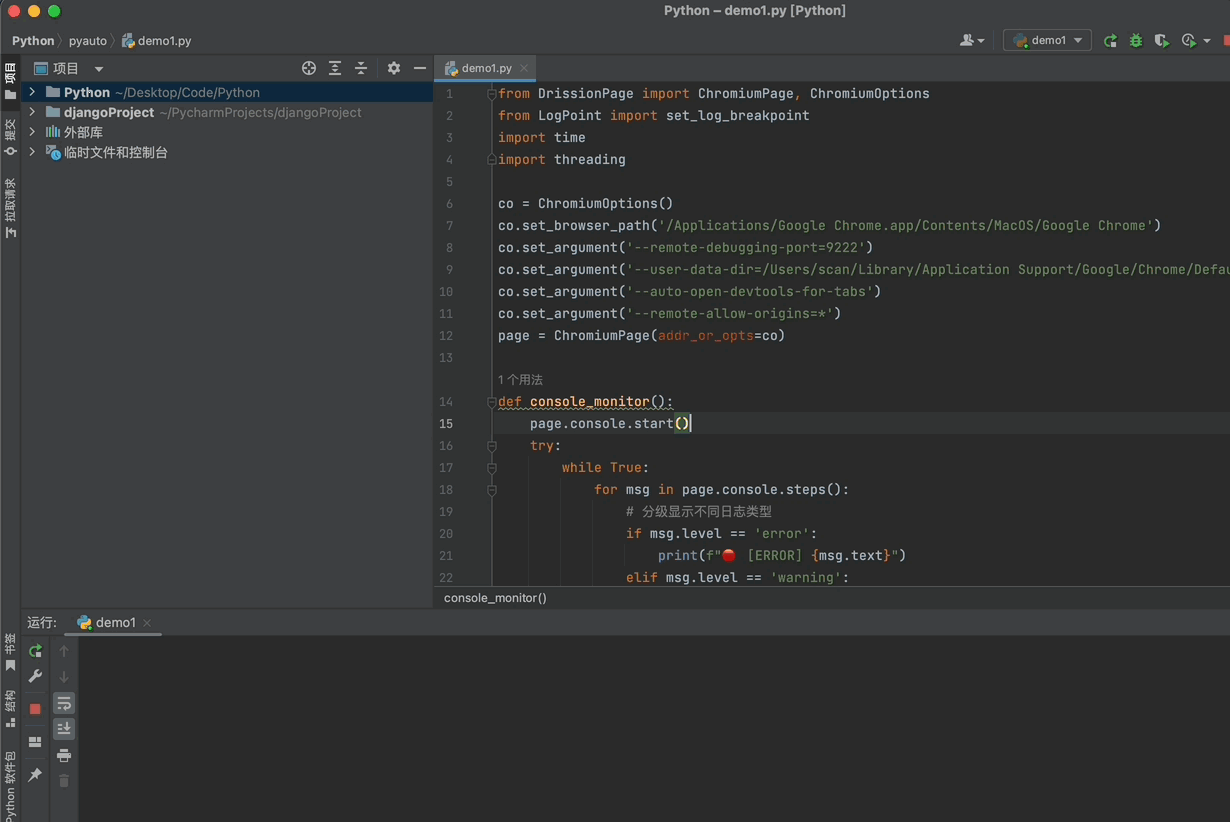 Python – demo1.py [Python]
Python pyauto demo1.py
demo1
项目
demo1.py
Python ~/Desktop/Code/Python
djangoProject ~/PycharmProjects/djangoProject
外部库
临时文件和控制台
项目
提交
拉取请求
1 from DrissionPage import ChromiumPage, ChromiumOptions
2 from LogPoint import set_log_breakpoint
3 import time
4 import threading
5
6 co = ChromiumOptions()
7 co.set_browser_path('/Applications/Google Chrome.app/Contents/MacOS/Google Chrome')
8 co.set_argument('--remote-debugging-port=9222')
9 co.set_argument('--user-data-dir=/Users/scan/Library/Application Support/Google/Chrome/Defau
10 co.set_argument('--auto-open-devtools-for-tabs')
11 co.set_argument('--remote-allow-origins=*')
12 page = ChromiumPage(addr_or_opts=co)
13
1 个用法
14 def console_monitor():
15 page.console.start()
16 try:
17 while True:
18 for msg in page.console.steps():
19 # 分级显示不同日志类型
20 if msg.level == 'error':
21 print(f"🔴 [ERROR] {msg.text}")
22 elif msg.level == 'warning':
console_monitor()
运行: demo1
书签
结构
Python 软件包